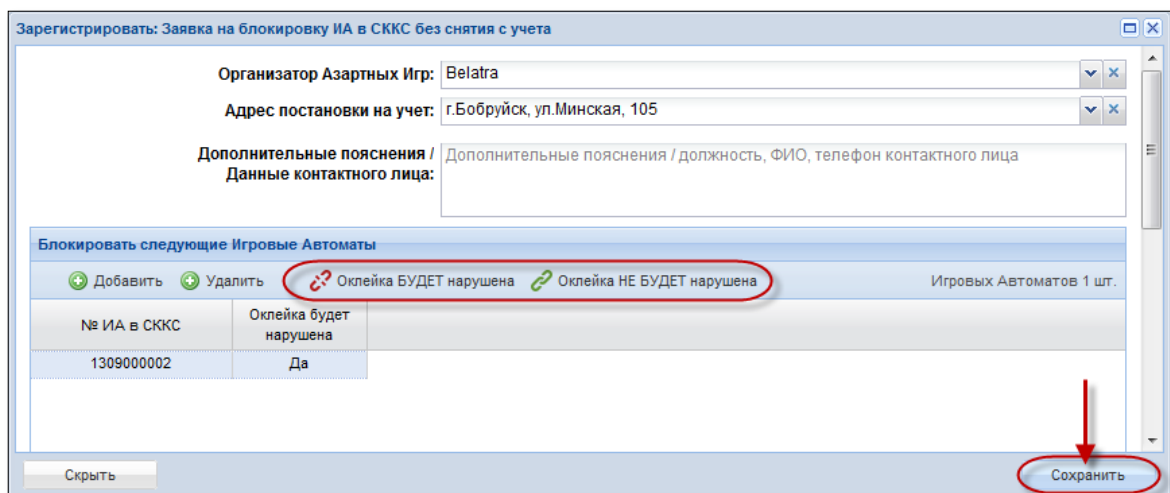 Зарегистрировать: Заявка на блокировку ИА в СККС без снятия с учета
Организатор Азартных Игр: Belatra
Адрес постановки на учет: г.Бобруйск, ул.Минская, 105
Дополнительные пояснения / Данные контактного лица:
Дополнительные пояснения / должность, ФИО, телефон контактного лица
Блокировать следующие Игровые Автоматы
Добавить Удалить Оклейка БУДЕТ нарушена Оклейка НЕ БУДЕТ нарушена Игровых Автоматов 1 шт.
№ ИА в СККС Оклейка будет нарушена
1309000002 Да
Скрыть Сохранить